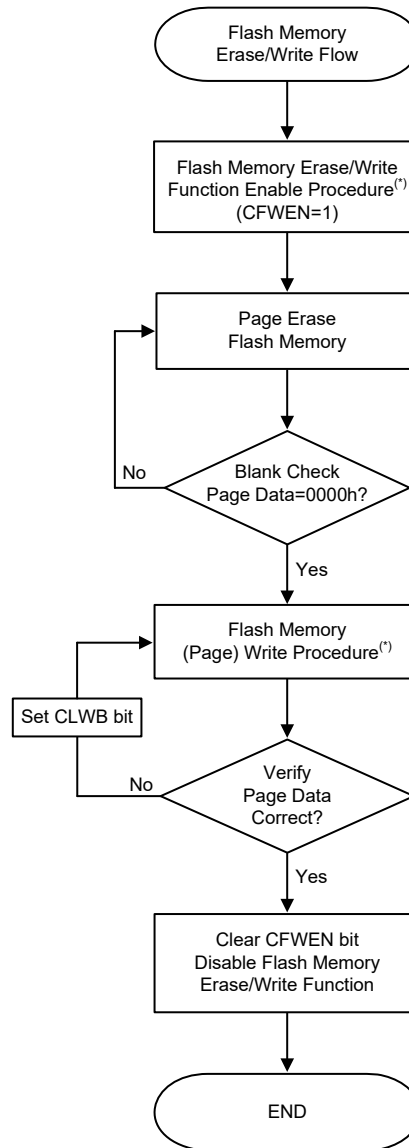 Flash Memory
Erase/Write Flow
Flash Memory Erase/Write
Function Enable Procedure(*)
(CFWEN=1)
Page Erase
Flash Memory
No
Blank Check
Page Data=0000h?
Yes
Flash Memory
(Page) Write Procedure(*)
Set CLWB bit
No
Verify
Page Data
Correct?
Yes
Clear CFWEN bit
Disable Flash Memory
Erase/Write Function
END